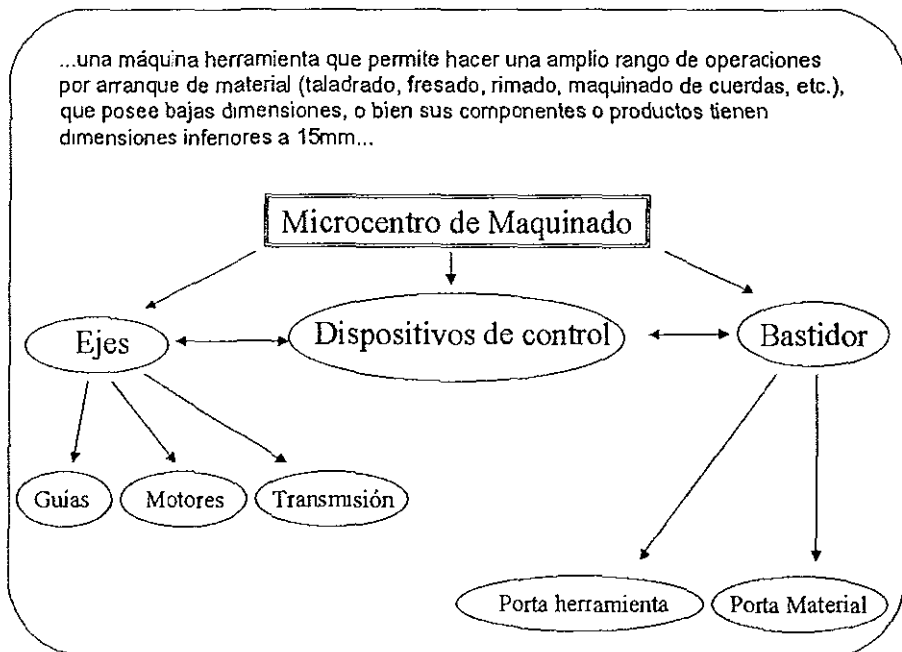 ...una máquina herramienta que permite hacer una amplio rango de operaciones
por arranque de material (taladrado, fresado, rimado, maquinado de cuerdas, etc.),
que posee bajas dimensiones, o bien sus componentes o productos tienen
dimensiones inferiores a 15mm...
Microcentro de Maquinado
Ejes
Dispositivos de control
Bastidor
Guías
Motores
Transmisión
Porta herramienta
Porta Material